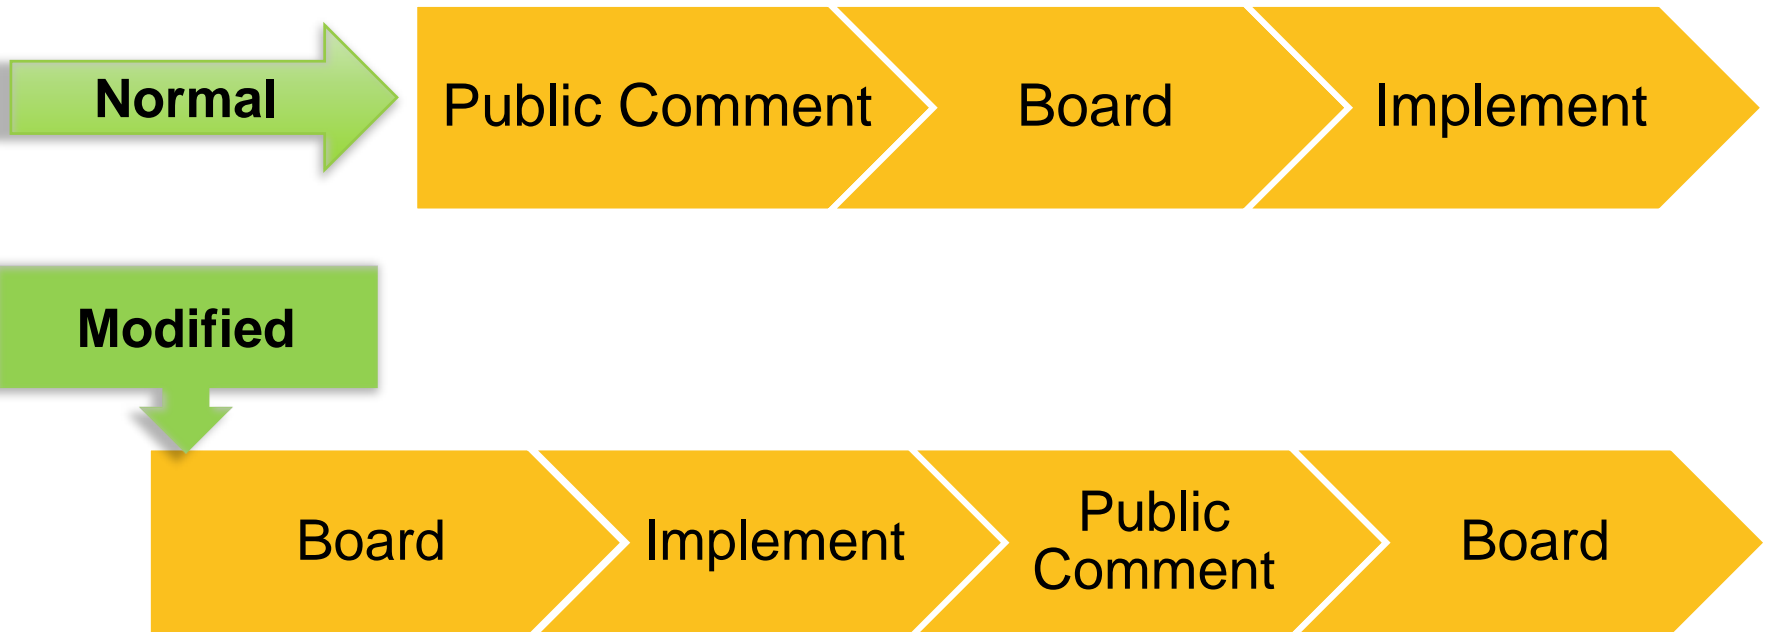 Normal
Public Comment
Board
Implement
Modified
Board
Implement
Public
Comment
Board